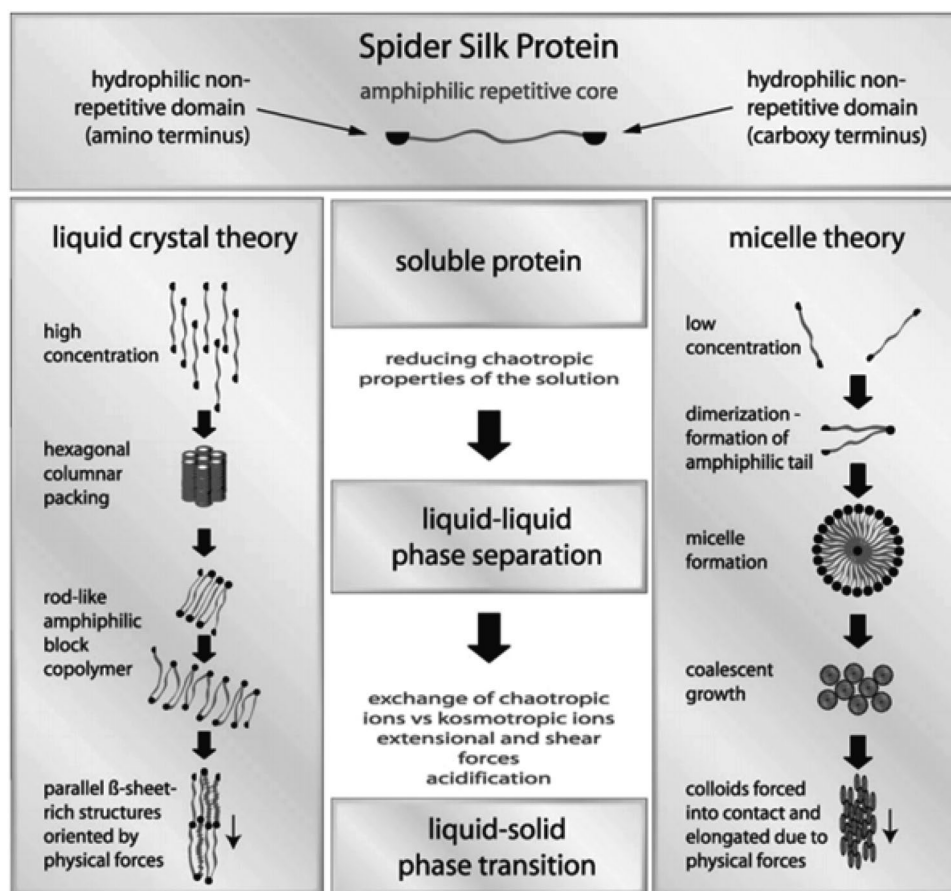 Spider Silk Protein
hydrophilic non-
repetitive domain
(amino terminus)
amphiphilic repetitive core
hydrophilic non-
repetitive domain
(carboxy terminus)
liquid crystal theory
high
concentration
hexagonal
columnar
packing
rod-like
amphiphilic
block
copolymer
parallel ß-sheet-
rich structures
oriented by
physical forces
soluble protein
reducing chaotropic
properties of the solution
liquid-liquid
phase separation
exchange of chaotropic
ions vs kosmotropic ions
extensional and shear
forces
acidification
liquid-solid
phase transition
micelle theory
low
concentration
dimerization -
formation of
amphiphilic tail
micelle
formation
coalescent
growth
colloids forced
into contact and
elongated due to
physical forces